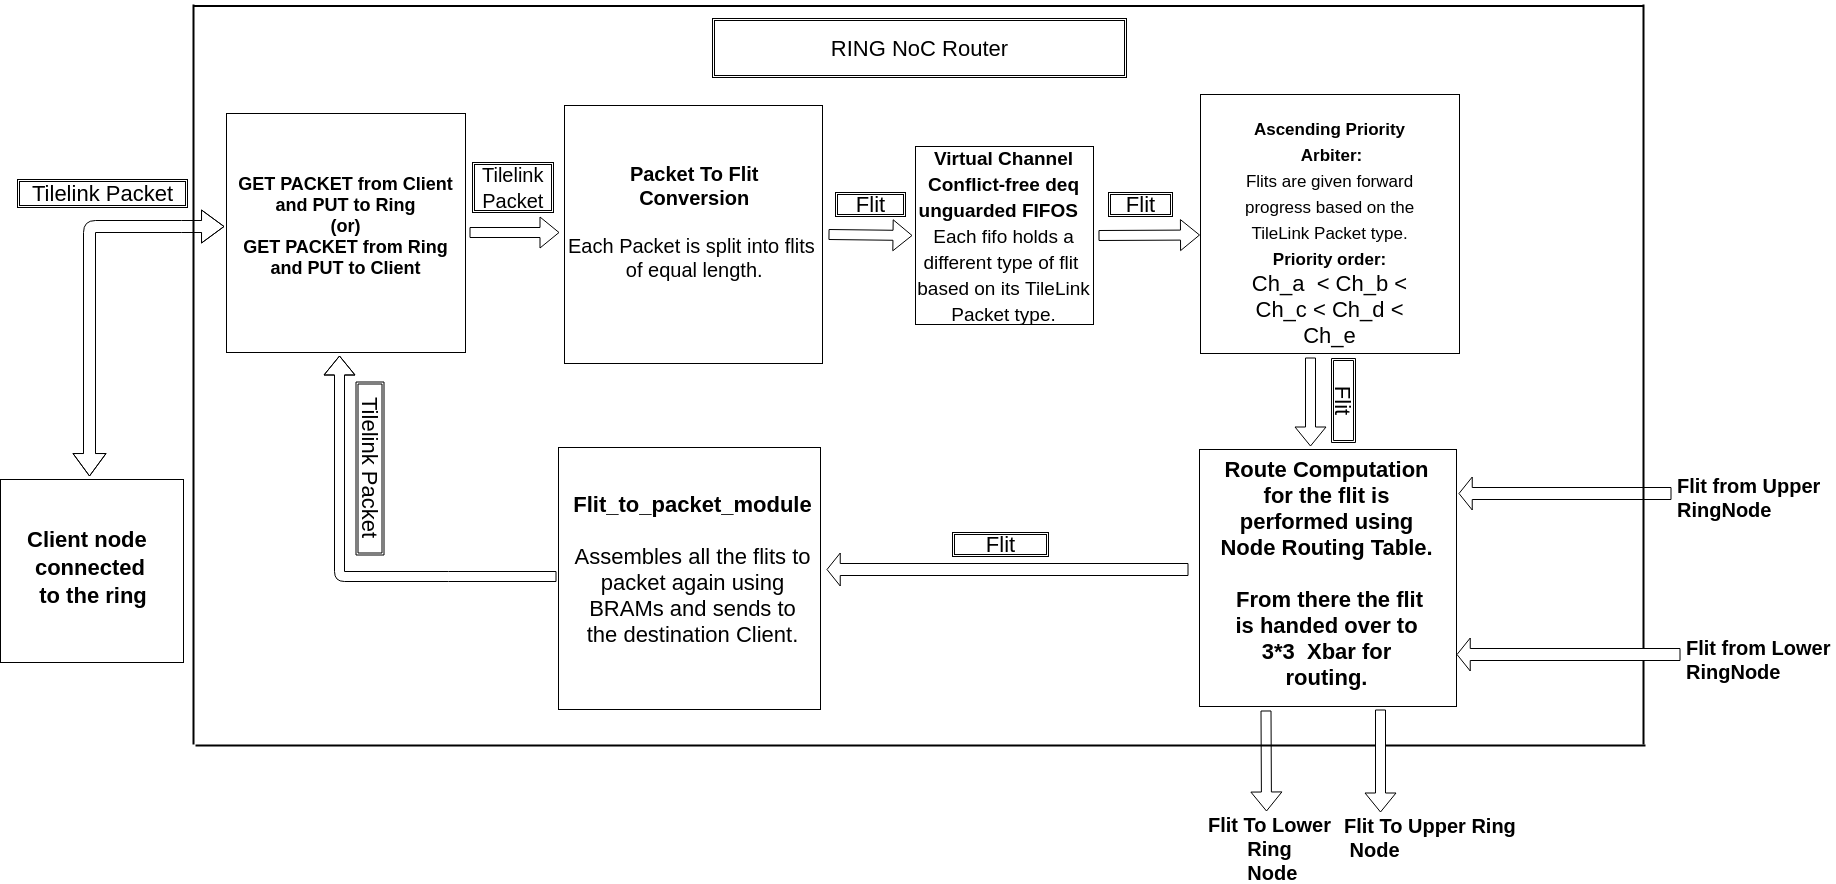 RING NoC Router
Tilelink Packet
GET PACKET from Client
and PUT to Ring
(or)
GET PACKET from Ring
and PUT to Client
Tilelink
Packet
Packet To Flit
Conversion
Each Packet is split into flits
of equal length.
Flit
Virtual Channel
Conflict-free deq
unguarded FIFOS
Each fifo holds a
different type of flit
based on its TileLink
Packet type.
Flit
Ascending Priority
Arbiter:
Flits are given forward
progress based on the
TileLink Packet type.
Priority order:
Ch_a < Ch_b <
Ch_c < Ch_d <
Ch_e
Flit
Tilelink Packet
Client node
connected
to the ring
Flit_to_packet_module
Assembles all the flits to
packet again using
BRAMs and sends to
the destination Client.
Flit
Route Computation
for the flit is
performed using
Node Routing Table.
From there the flit
is handed over to
3*3 Xbar for
routing.
Flit from Upper
RingNode
Flit from Lower
RingNode
Flit To Lower
Ring
Node
Flit To Upper Ring
Node